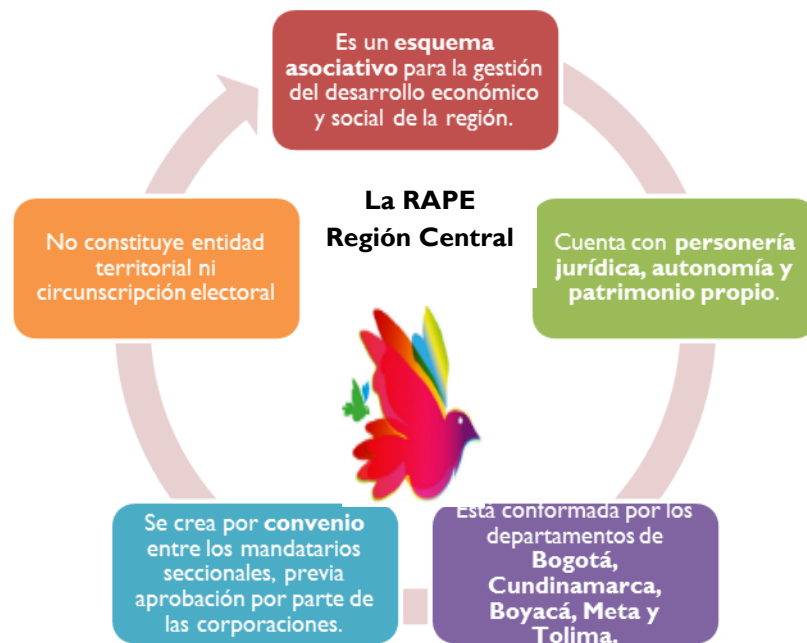 Es un esquema
asociativo para la gestión
del desarrollo económico
y social de la región.
La RAPE
Región Central
No constituye entidad
territorial ni
circunscripción electoral
Cuenta con personería
jurídica, autonomía y
patrimonio propio.
Se crea por convenio
entre los mandatarios
seccionales, previa
aprobación por parte de
las corporaciones.
Está conformada por los
departamentos de
Bogotá,
Cundinamarca,
Boyacá, Meta y
Tolima.